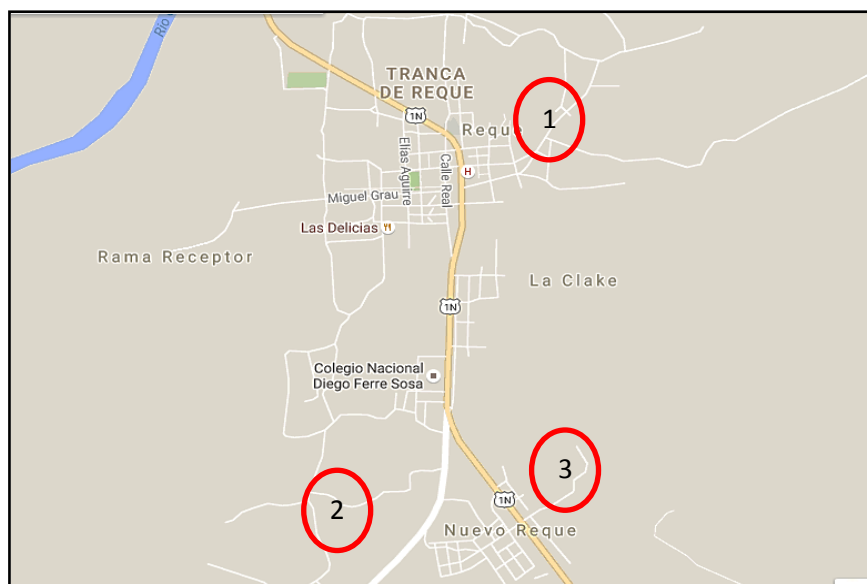 Rio
TRANCA
DE REQUE
1N
Reque
1
Elías Aguirre
Calle Real
H
Miguel Grau
Las Delicias
Rama Receptor
La Clake
1N
Colegio Nacional
Diego Ferre Sosa
3
2
1N
Nuevo Reque